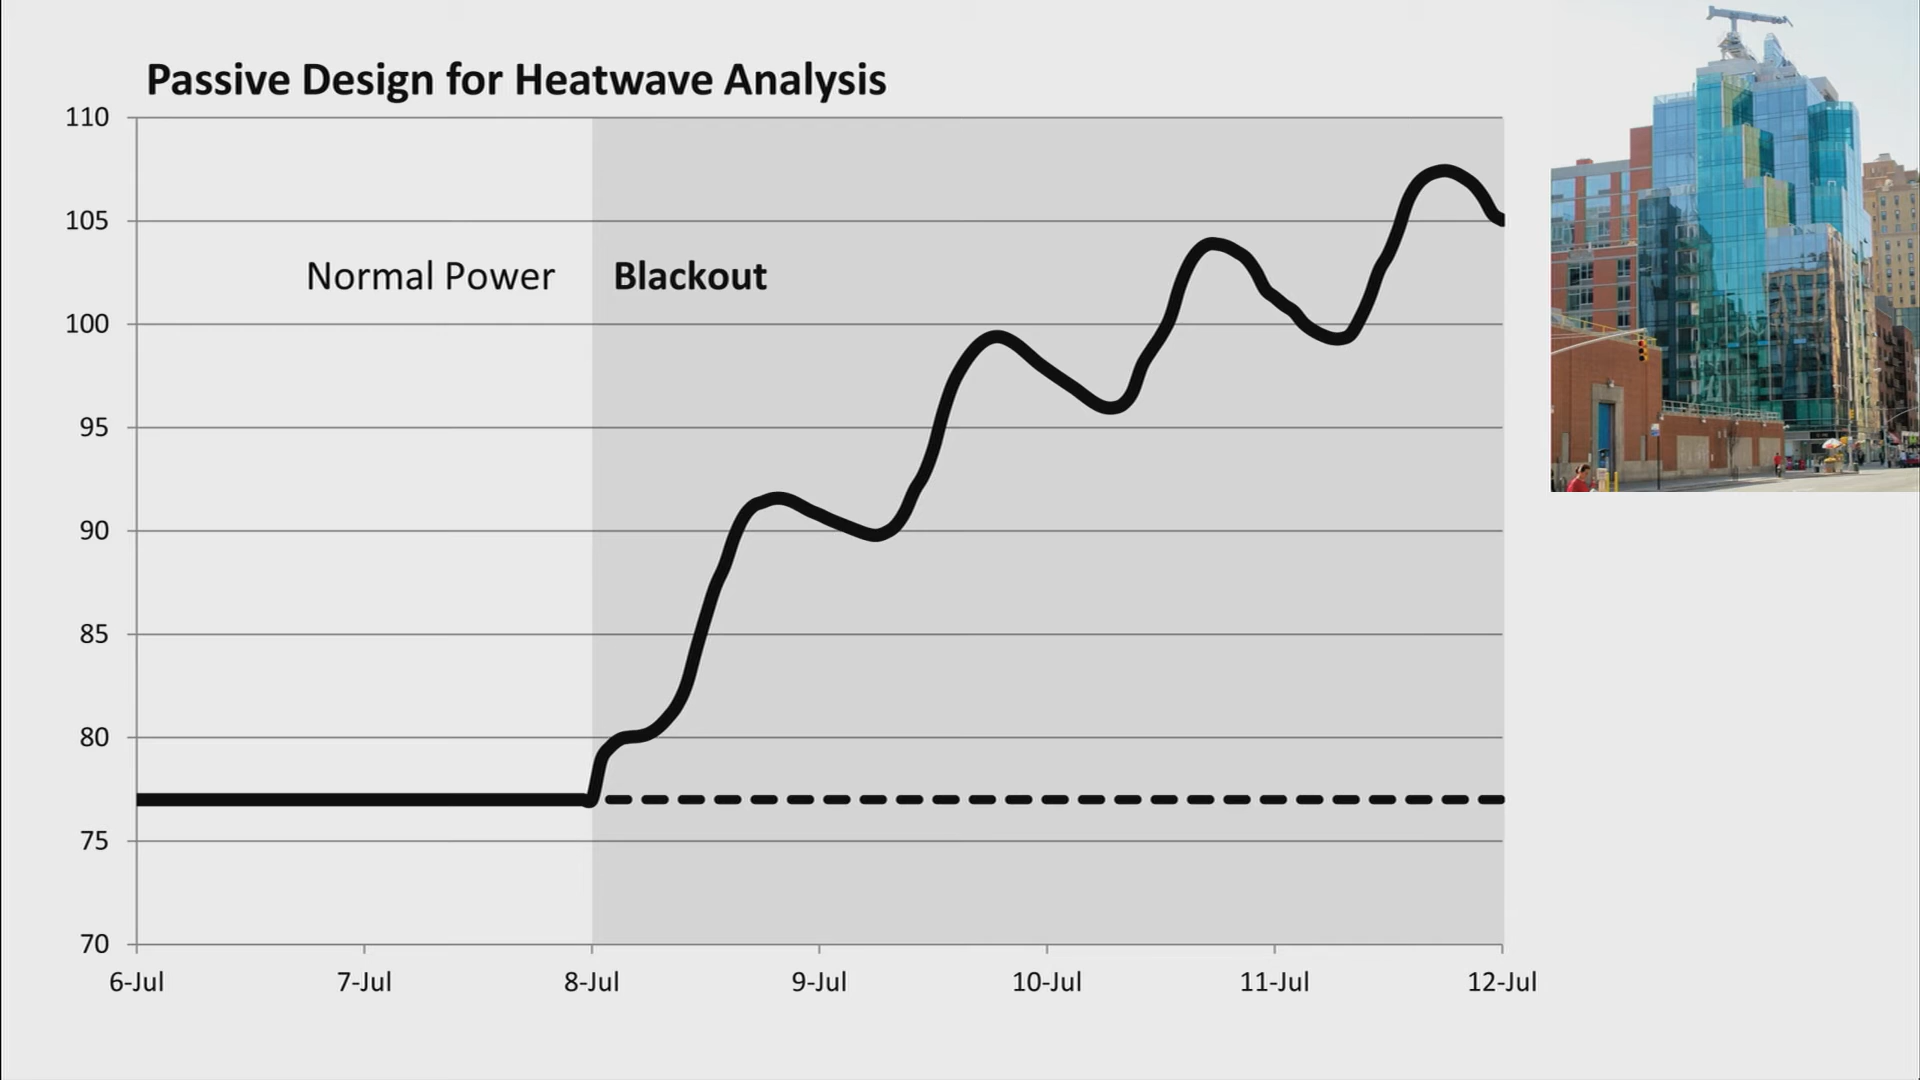 Passive Design for Heatwave Analysis
110
105
Normal Power
Blackout
100
95
90
85
80
75
70
6-Jul
7-Jul
8-Jul
9-Jul
10-Jul
11-Jul
12-Jul